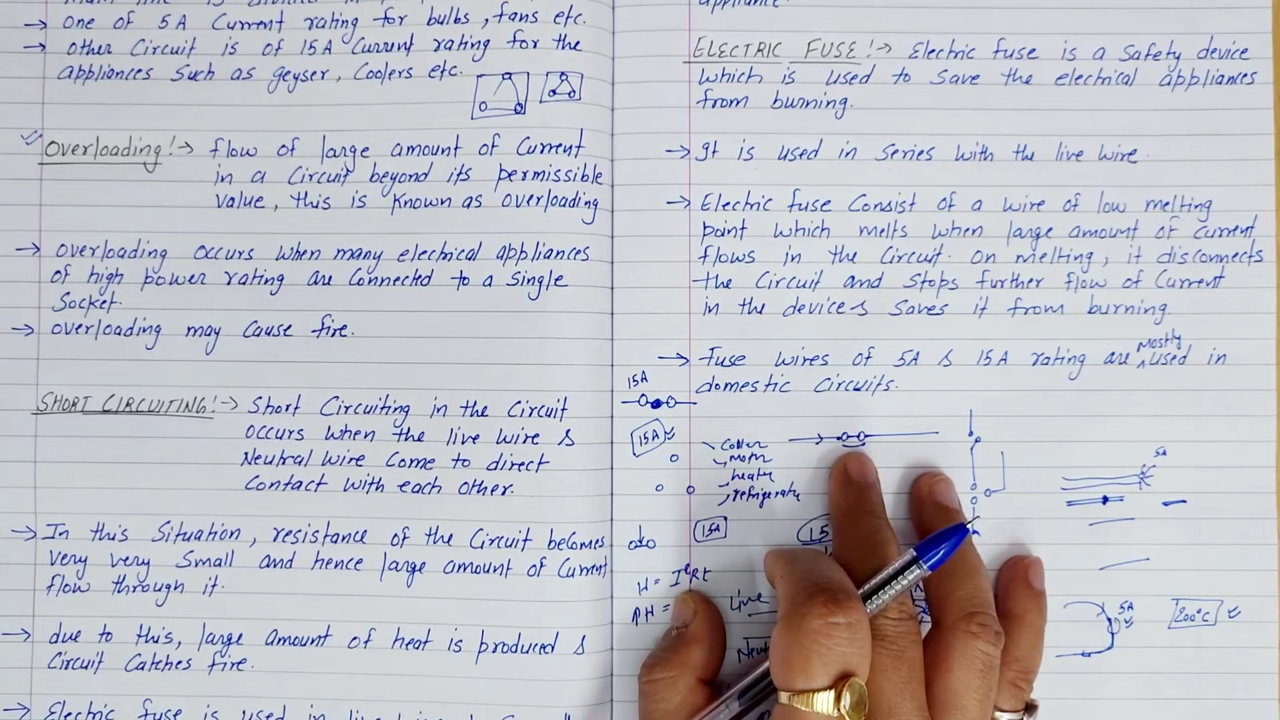 → one of 5A Current rating for bulbs, fans etc.
→ other Circuit is of 15A Current rating for the
appliances such as geyser, Coolers etc.
Overloading!→ flow of large amount of Current
in a Circuit beyond its permissible
value, this is known as overloading
→ overloading occurs when many electrical appliances
of high power rating are Connected to a Single
Socket.
→ overloading may Cause fire.
SHORT CIRCUITING!→ Short Circuiting in the Circuit
occurs when the live wire &
Neutral wire Come to direct
Contact with each other.
→ In this Situation, resistance of the Circuit becomes
very very Small and hence large amount of Current
flow through it.
→ due to this, large amount of heat is produced &
Circuit Catches fire.
→ Electric fuse is used in
appliance.
ELECTRIC FUSE!→ Electric fuse is a Safety device
which is used to Save the electrical appliances
from burning.
→ It is used in Series with the live wire.
→ Electric fuse Consist of a wire of low melting
point which melts when large amount of Current
flows in the Circuit. On melting, it disconnects
the Circuit and Stops further flow of Current
in the device & Saves it from burning.
→ Fuse wires of 5A & 15A rating are mostly used in
domestic Circuits.
15A
15A
heater
refrigerator
15A
5A
H = I²Rt
Live
5A
200°C